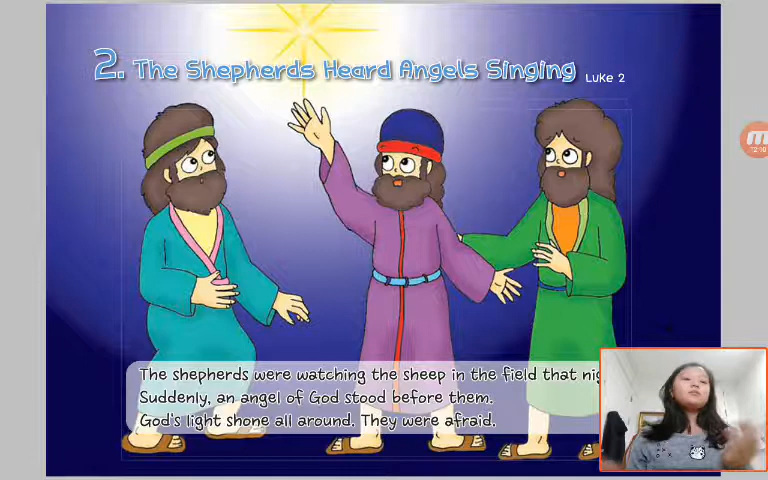 2. The Shepherds Heard Angels Singing Luke 2
The shepherds were watching the sheep in the field that
Suddenly, an angel of God stood before them.
God's light shone all around. They were afraid.